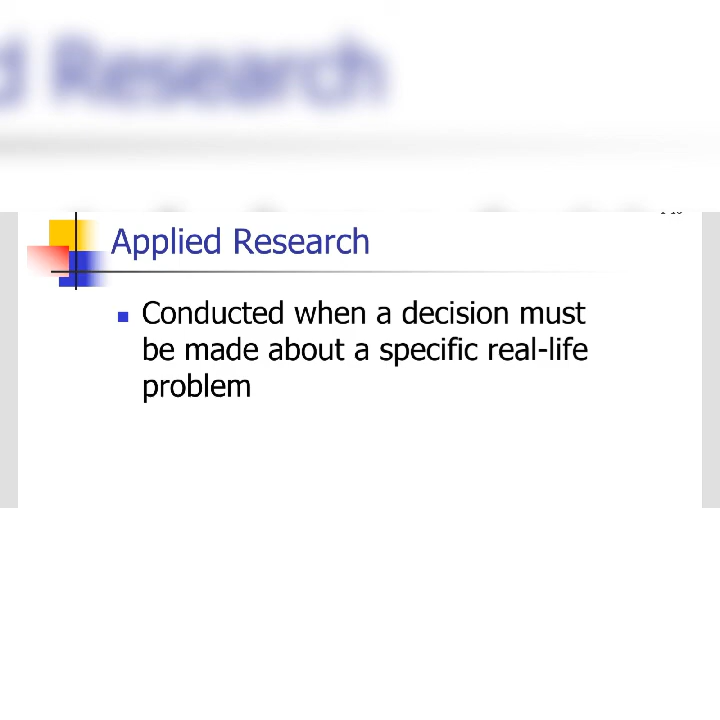 Applied Research
Conducted when a decision must
be made about a specific real-life
problem